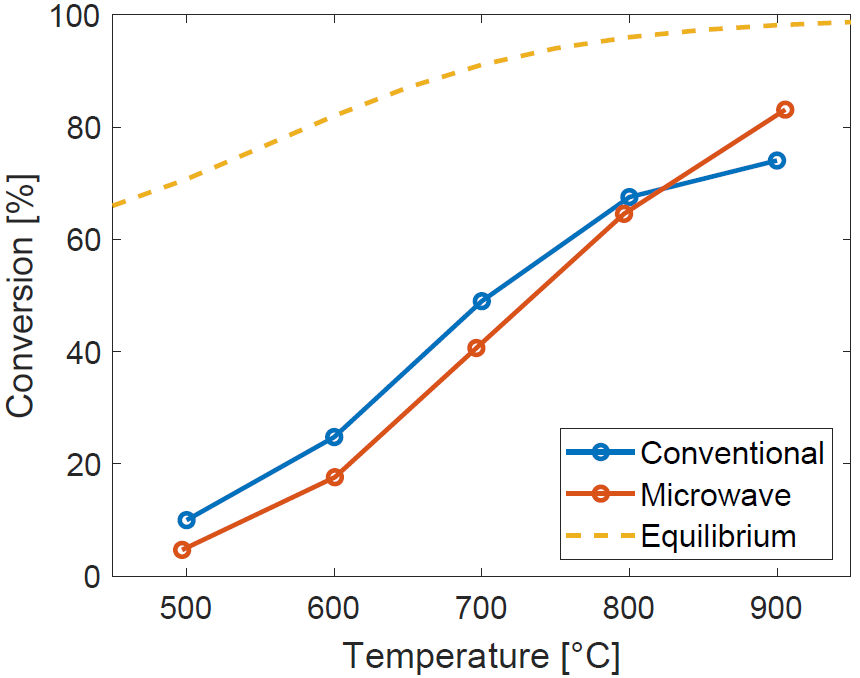 100
80
60
40
20
0
Conversion [%]
500 600 700 800 900
Temperature [°C]
Conventional
Microwave
Equilibrium